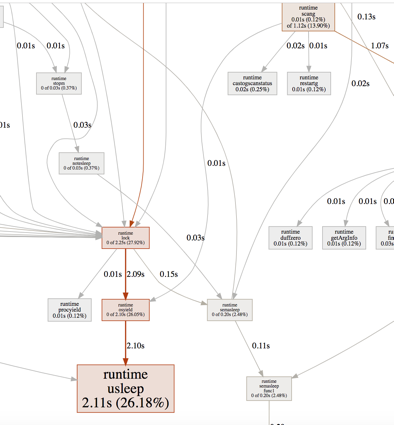 runtime
scang
0.01s (0.12%)
of 1.12s (13.90%)
0.13s
0.01s
0.01s
0.02s
0.01s
1.07s
runtime
stopm
0 of 0.03s (0.37%)
runtime
castogscanstatus
0.02s (0.25%)
runtime
restartg
0.01s (0.12%)
0.02s
01s
0.03s
runtime
notesleep
0 of 0.03s (0.37%)
0.01s
0.01s
0.01s
0.0
runtime
lock
0 of 2.25s (27.92%)
0.03s
runtime
duffzero
0.01s (0.12%)
runtime
getArgInfo
0.01s (0.12%)
ru
0.03s
0.01s
2.09s
0.15s
runtime
procyield
0.01s (0.12%)
runtime
osyield
0 of 2.10s (26.05%)
runtime
semasleep
0 of 0.20s (2.48%)
2.10s
0.11s
runtime
usleep
2.11s (26.18%)
runtime
semasleep
func1
0 of 0.20s (2.48%)